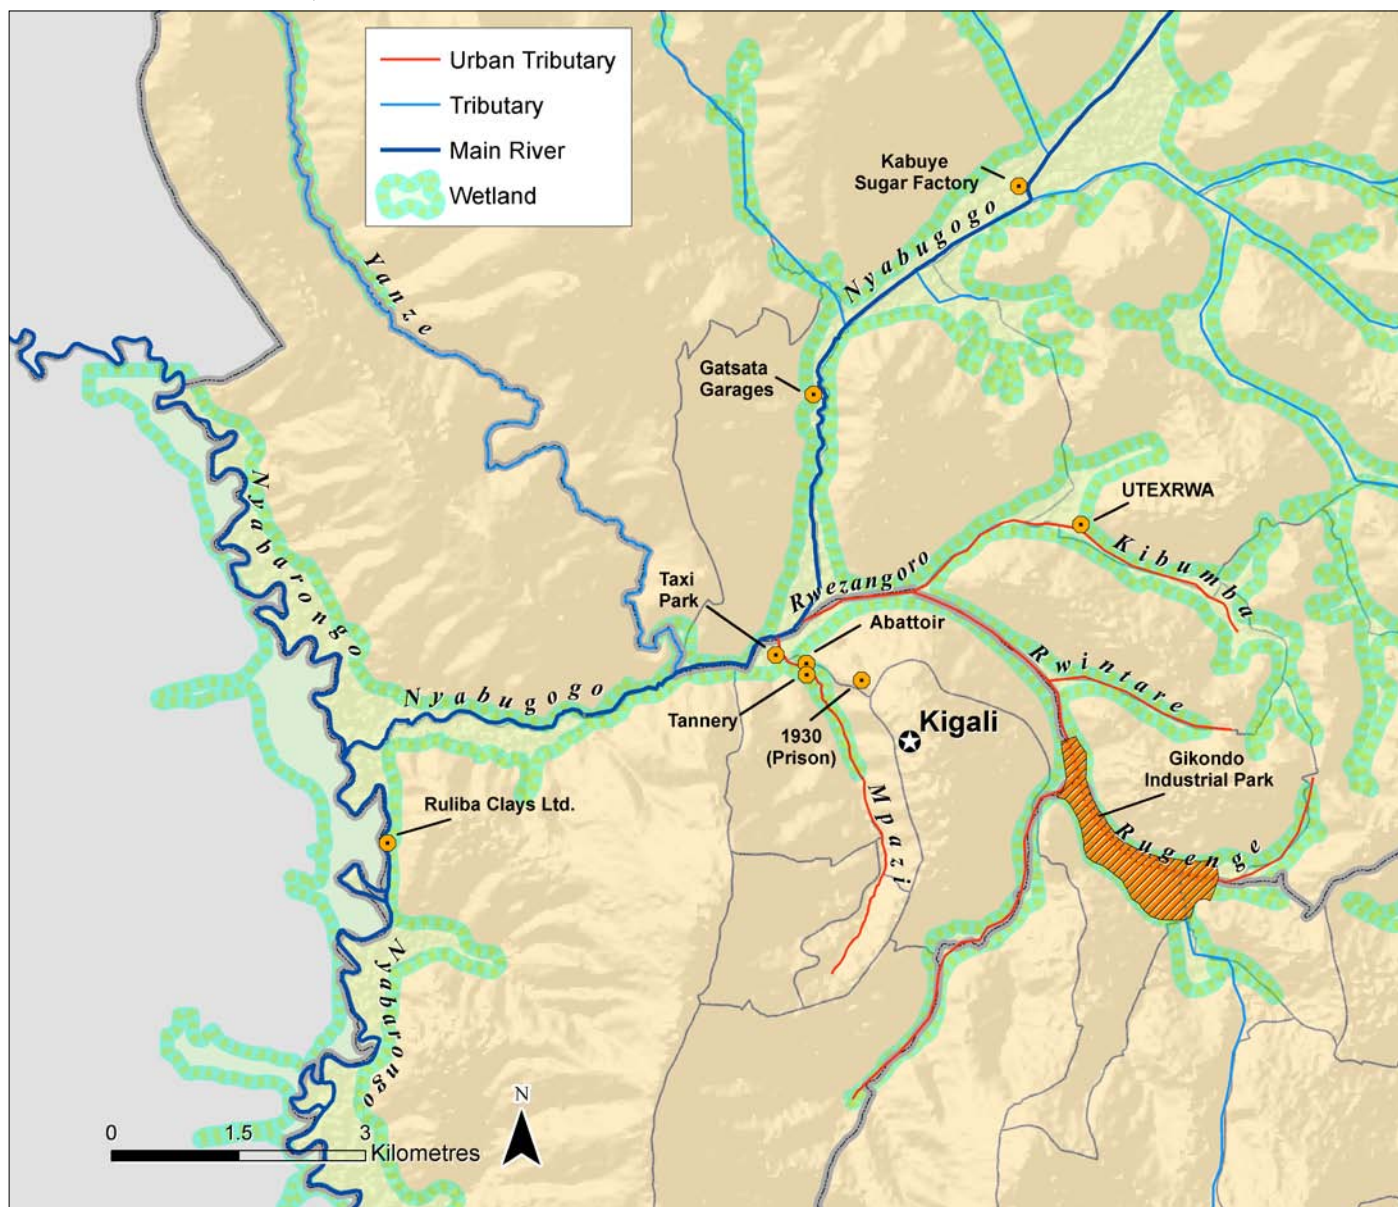 Urban Tributary
Tributary
Main River
Wetland
Kabuye
Sugar Factory
Nyabugogo
Yanze
Gatsata
Garages
Nyabarongo
UTEXRWA
Kibumba
Rwezangoro
Taxi
Park
Abattoir
Rwintare
Nyabugogo
Tannery
1930
(Prison)
Kigali
Gikondo
Industrial Park
Mpazi
Ruliba Clays Ltd.
Rugenge
Nyabarongo
N
0 1.5 3
Kilometres